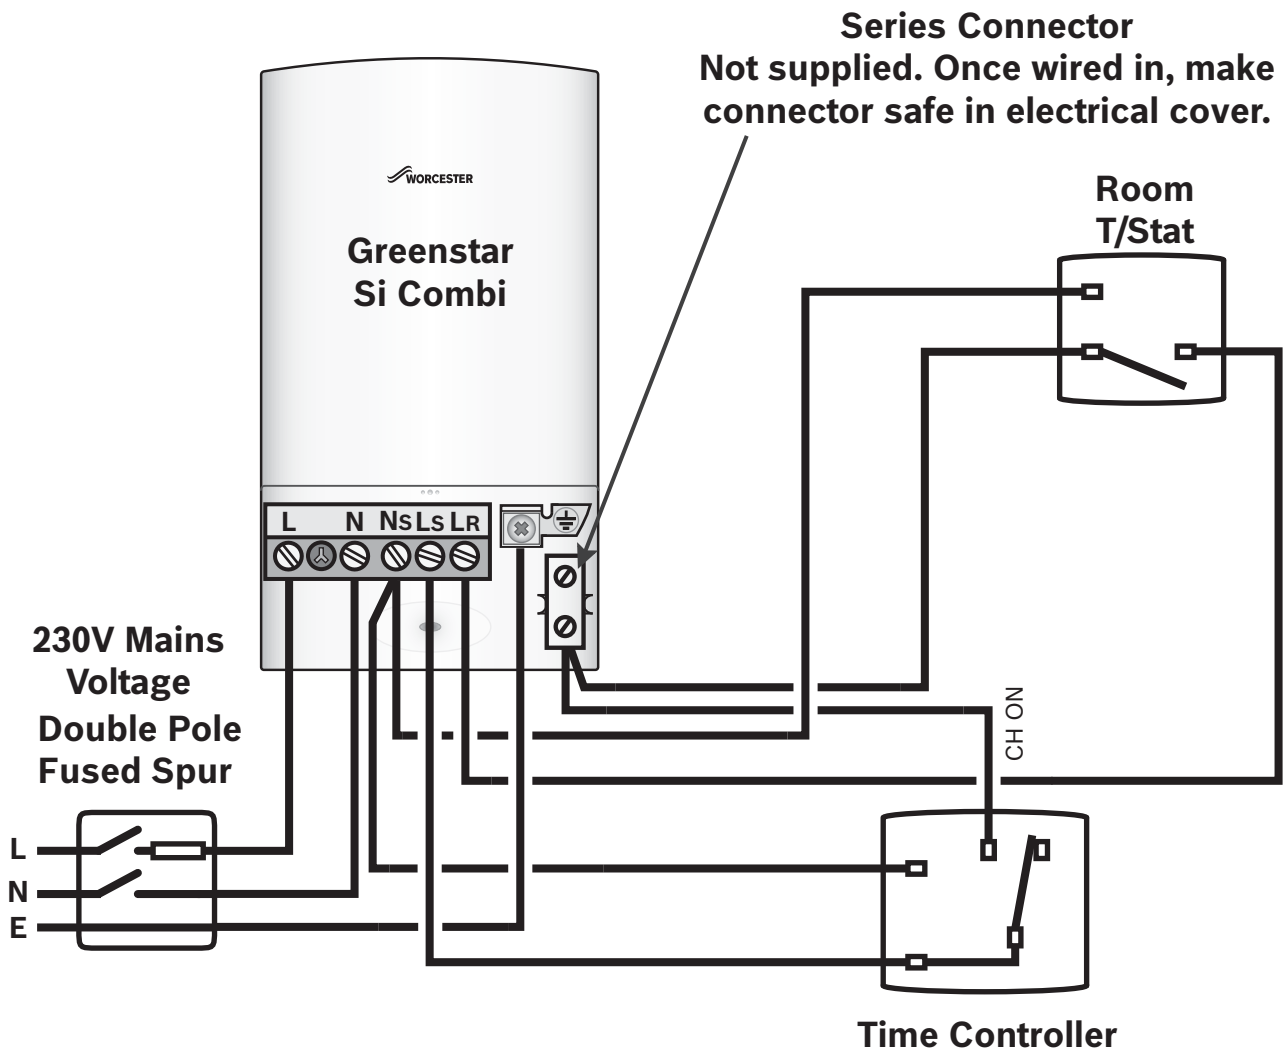 Series Connector
Not supplied. Once wired in, make
connector safe in electrical cover.
WORCESTER
Greenstar
Si Combi
Room
T/Stat
L N Ns Ls LR
230V Mains
Voltage
Double Pole
Fused Spur
CH ON
L
N
E
Time Controller